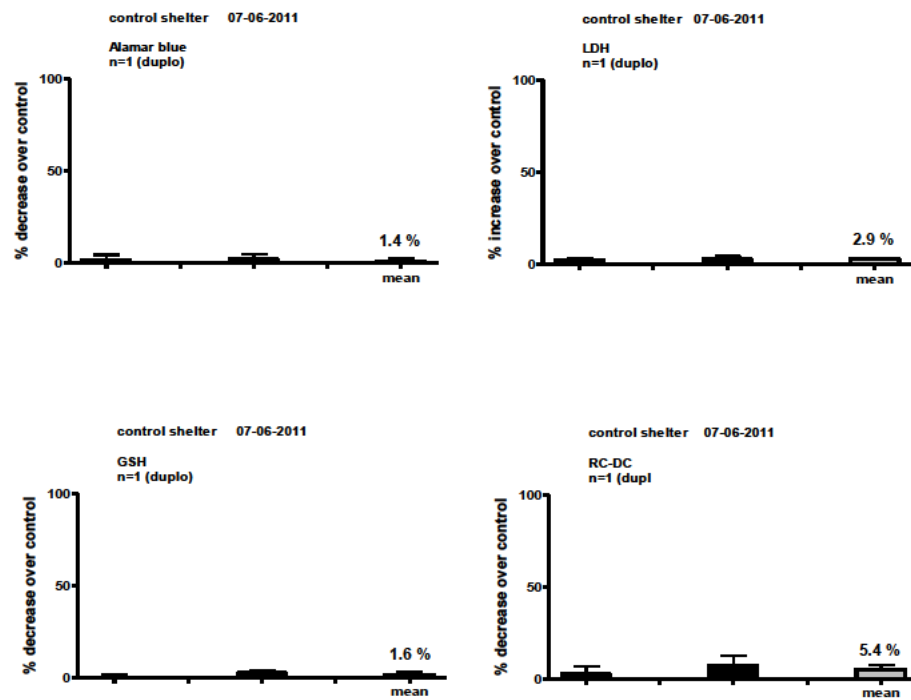 control shelter 07-06-2011
Alamar blue
n=1 (duplo)
% decrease over control
100
50
0
1.4 %
mean
control shelter 07-06-2011
LDH
n=1 (duplo)
% increase over control
100
50
0
2.9 %
mean
control shelter 07-06-2011
GSH
n=1 (duplo)
% decrease over control
100
50
0
1.6 %
mean
control shelter 07-06-2011
RC-DC
n=1 (dupl
% decrease over control
100
50
0
5.4 %
mean